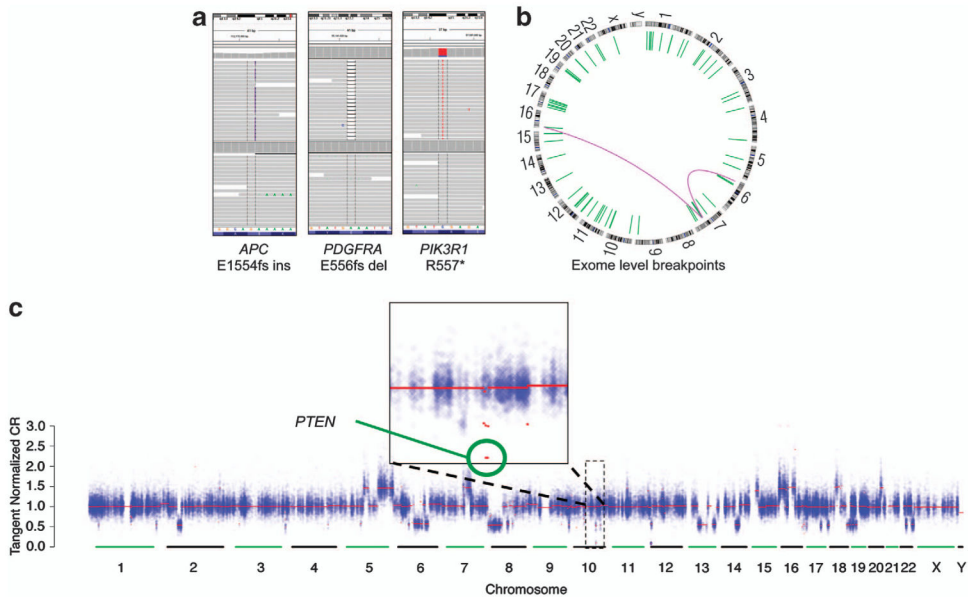 a
APC
E1554fs ins
PDGFRA
E556fs del
PIK3R1
R557*
b
1
2
3
4
5
6
7
8
9
10
11
12
13
14
15
16
17
18
19
20
21
22
x
y
Exome level breakpoints
c
PTEN
Tangent Normalized CR
3.0
2.5
2.0
1.5
1.0
0.5
0.0
1 2 3 4 5 6 7 8 9 10 11 12 13 14 15 16 17 18 19 20 21 22 X Y
Chromosome